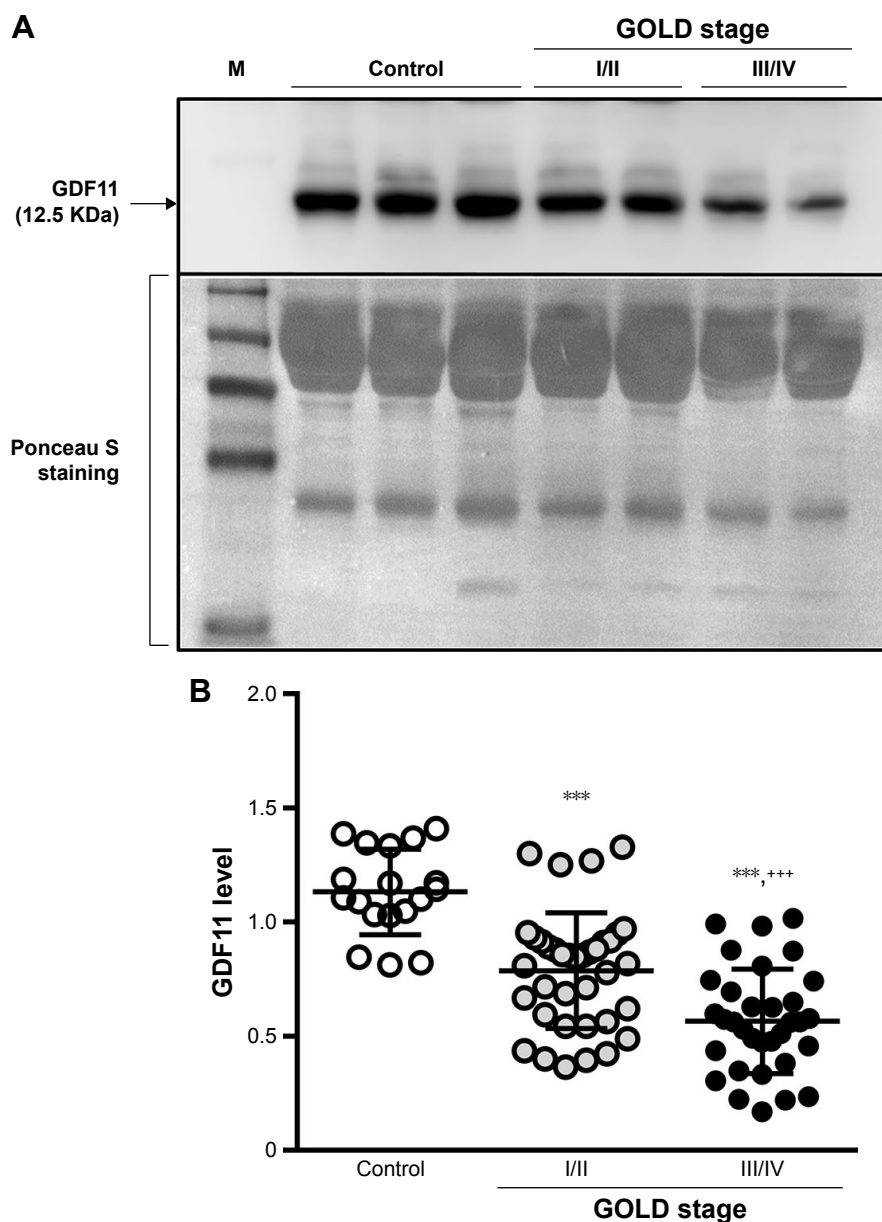 A
GOLD stage
M Control I/II III/IV
GDF11
(12.5 KDa)
Ponceau S
staining
B
2.0
1.5
1.0
0.5
0
GDF11 level
***
***,+++
Control I/II III/IV
GOLD stage